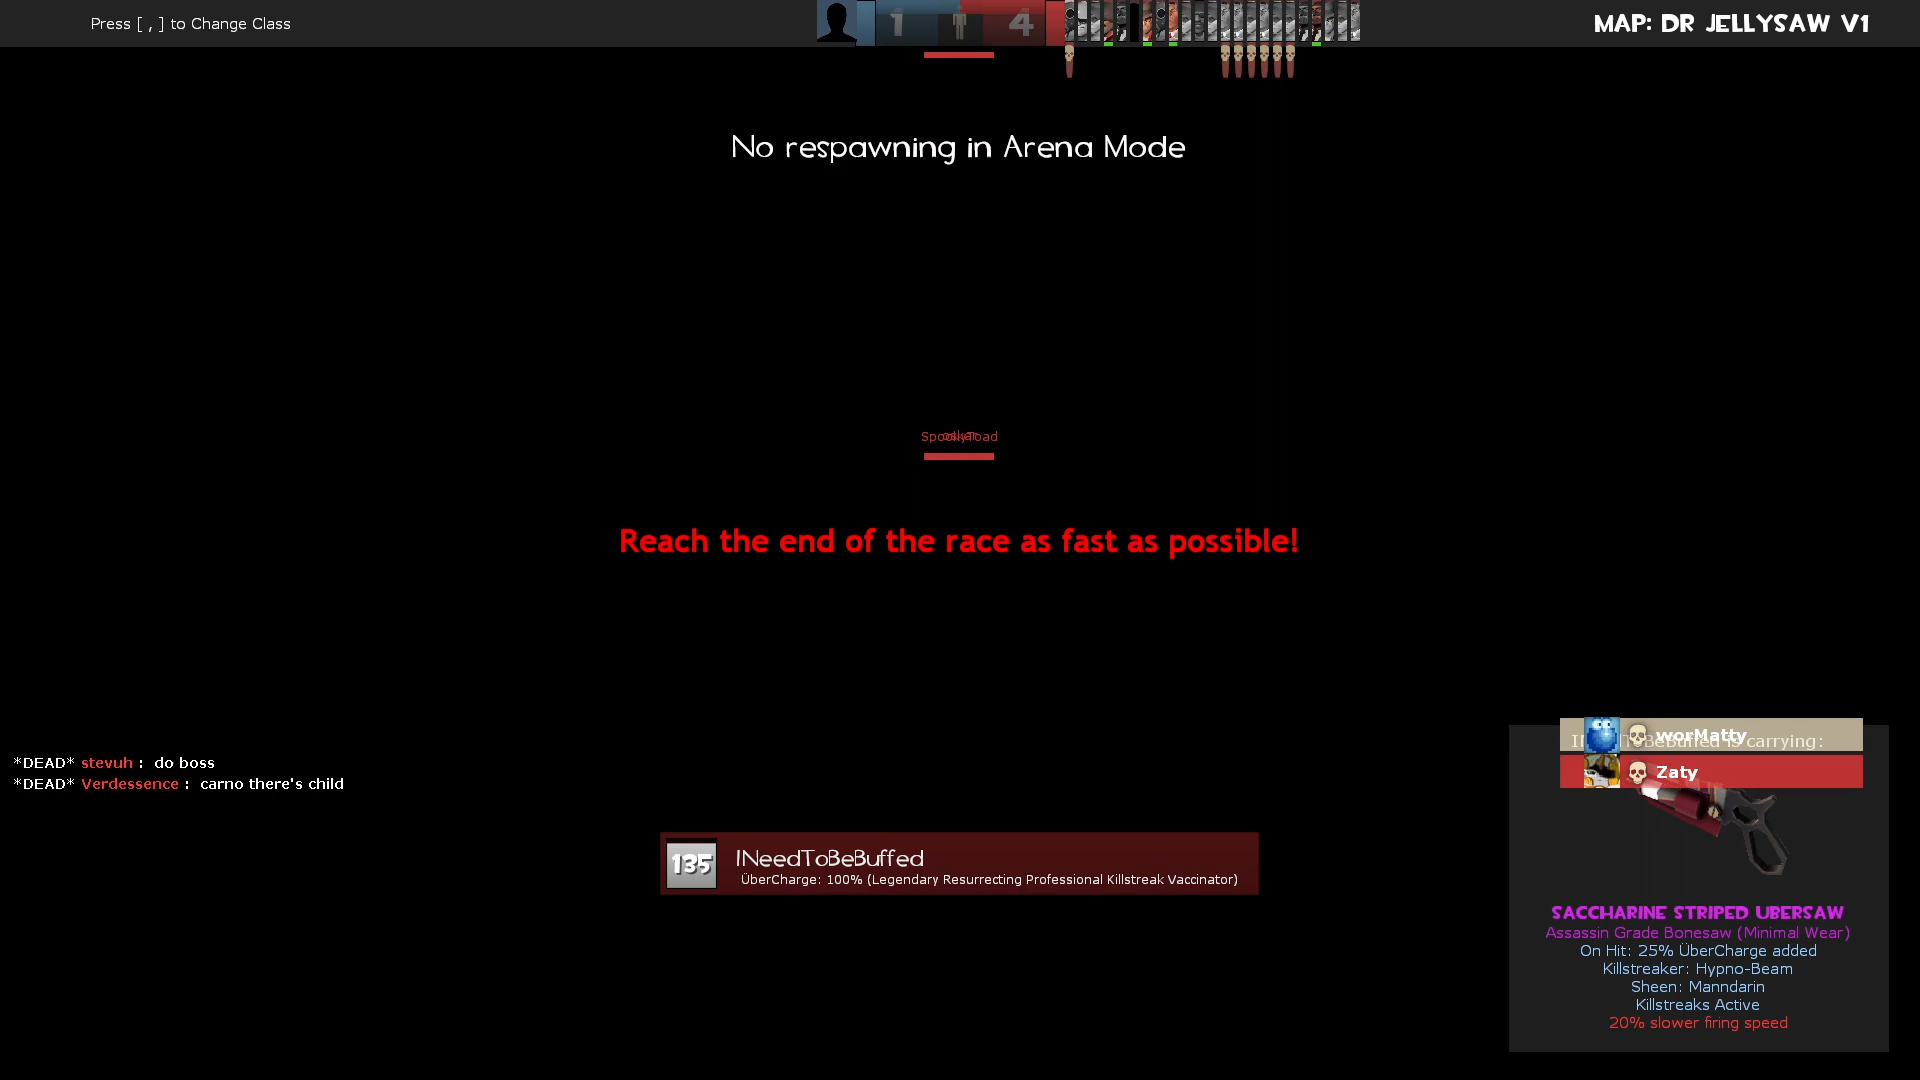 Press [ , ] to Change Class
1
4
MAP: DR JELLYSAW V1
No respawning in Arena Mode
SpookyToad
Reach the end of the race as fast as possible!
worMatty
is carrying:
Zaty
*DEAD* stevuh : do boss
*DEAD* Verdessence : carno there's child
135
INeedToBeBuffed
ÜberCharge: 100% (Legendary Resurrecting Professional Killstreak Vaccinator)
SACCHARINE STRIPED UBERSAW
Assassin Grade Bonesaw (Minimal Wear)
On Hit: 25% ÜberCharge added
Killstreaker: Hypno-Beam
Sheen: Manndarin
Killstreaks Active
20% slower firing speed